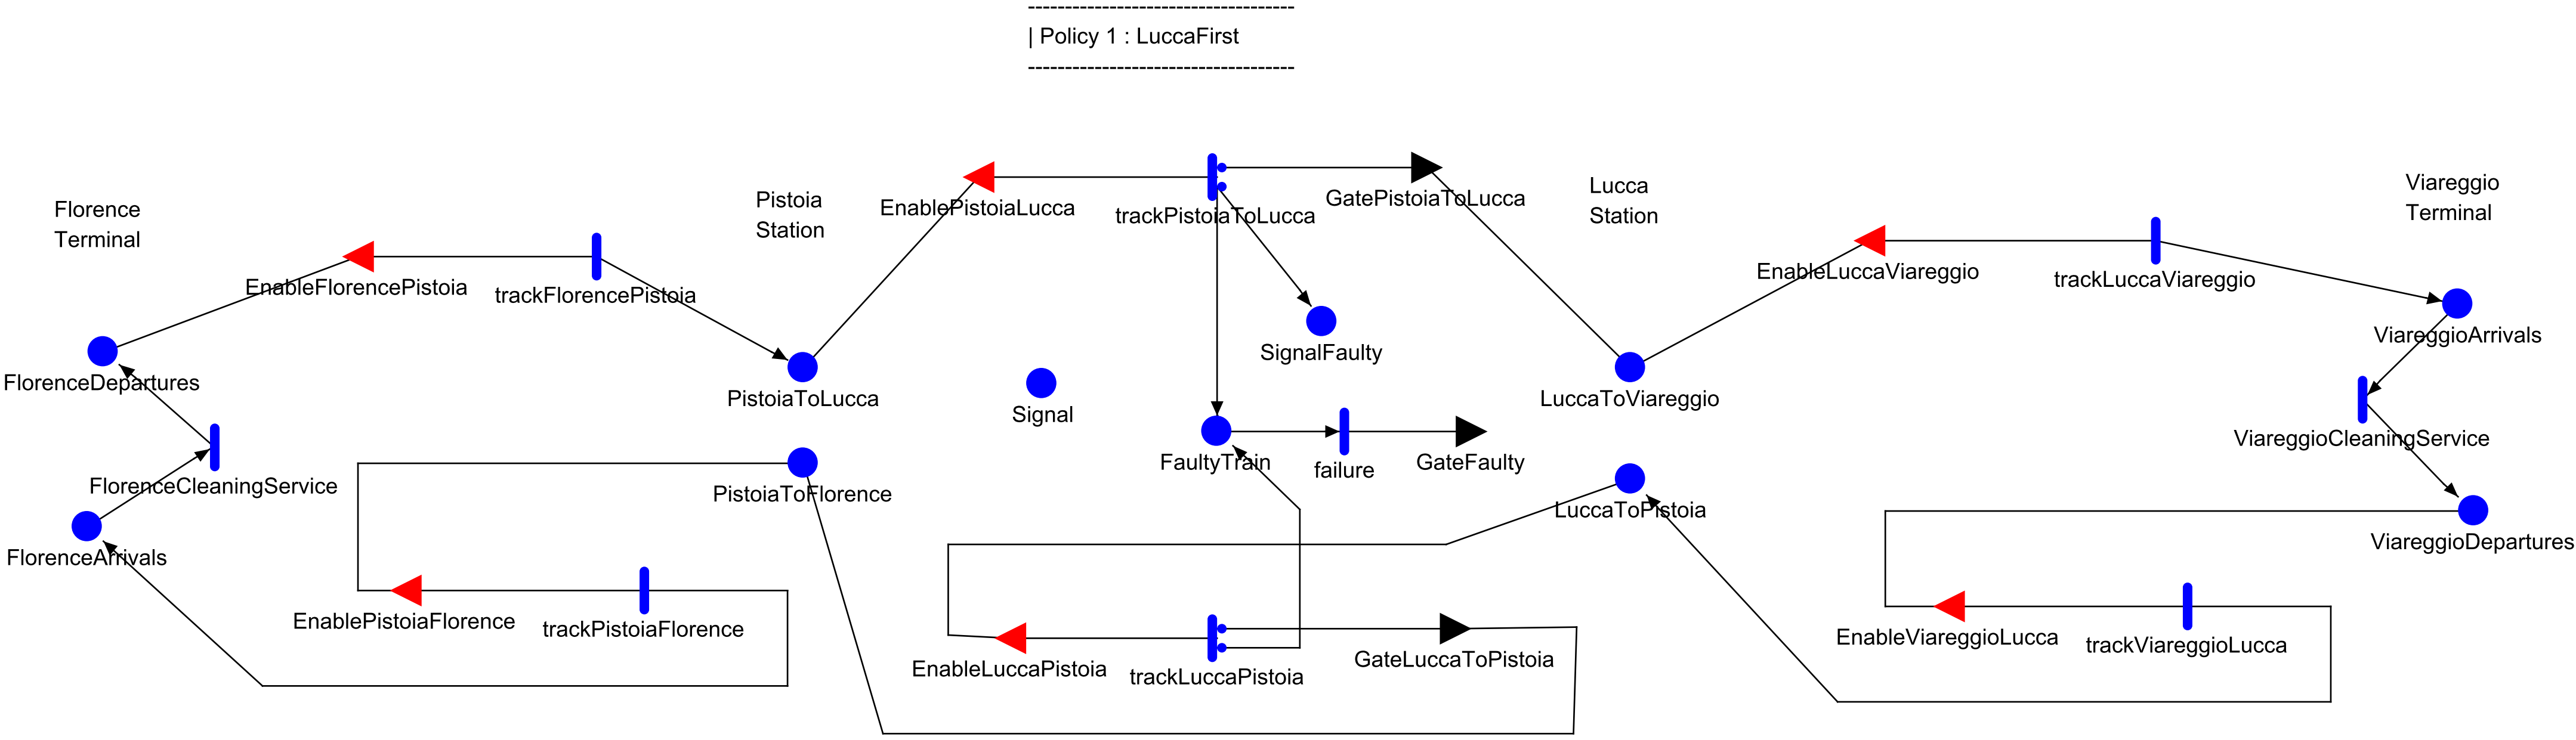 ------------------------------------
| Policy 1 : LuccaFirst
------------------------------------
Florence
Terminal
Pistoia
Station
Lucca
Station
Viareggio
Terminal
EnablePistoiaLucca
trackPistoiaToLucca
GatePistoiaToLucca
EnableFlorencePistoia
trackFlorencePistoia
EnableLuccaViareggio
trackLuccaViareggio
SignalFaulty
ViareggioArrivals
FlorenceDepartures
PistoiaToLucca
Signal
LuccaToViareggio
FaultyTrain
failure
GateFaulty
ViareggioCleaningService
FlorenceCleaningService
PistoiaToFlorence
LuccaToPistoia
FlorenceArrivals
ViareggioDepartures
EnablePistoiaFlorence
trackPistoiaFlorence
EnableLuccaPistoia
trackLuccaPistoia
GateLuccaToPistoia
EnableViareggioLucca
trackViareggioLucca